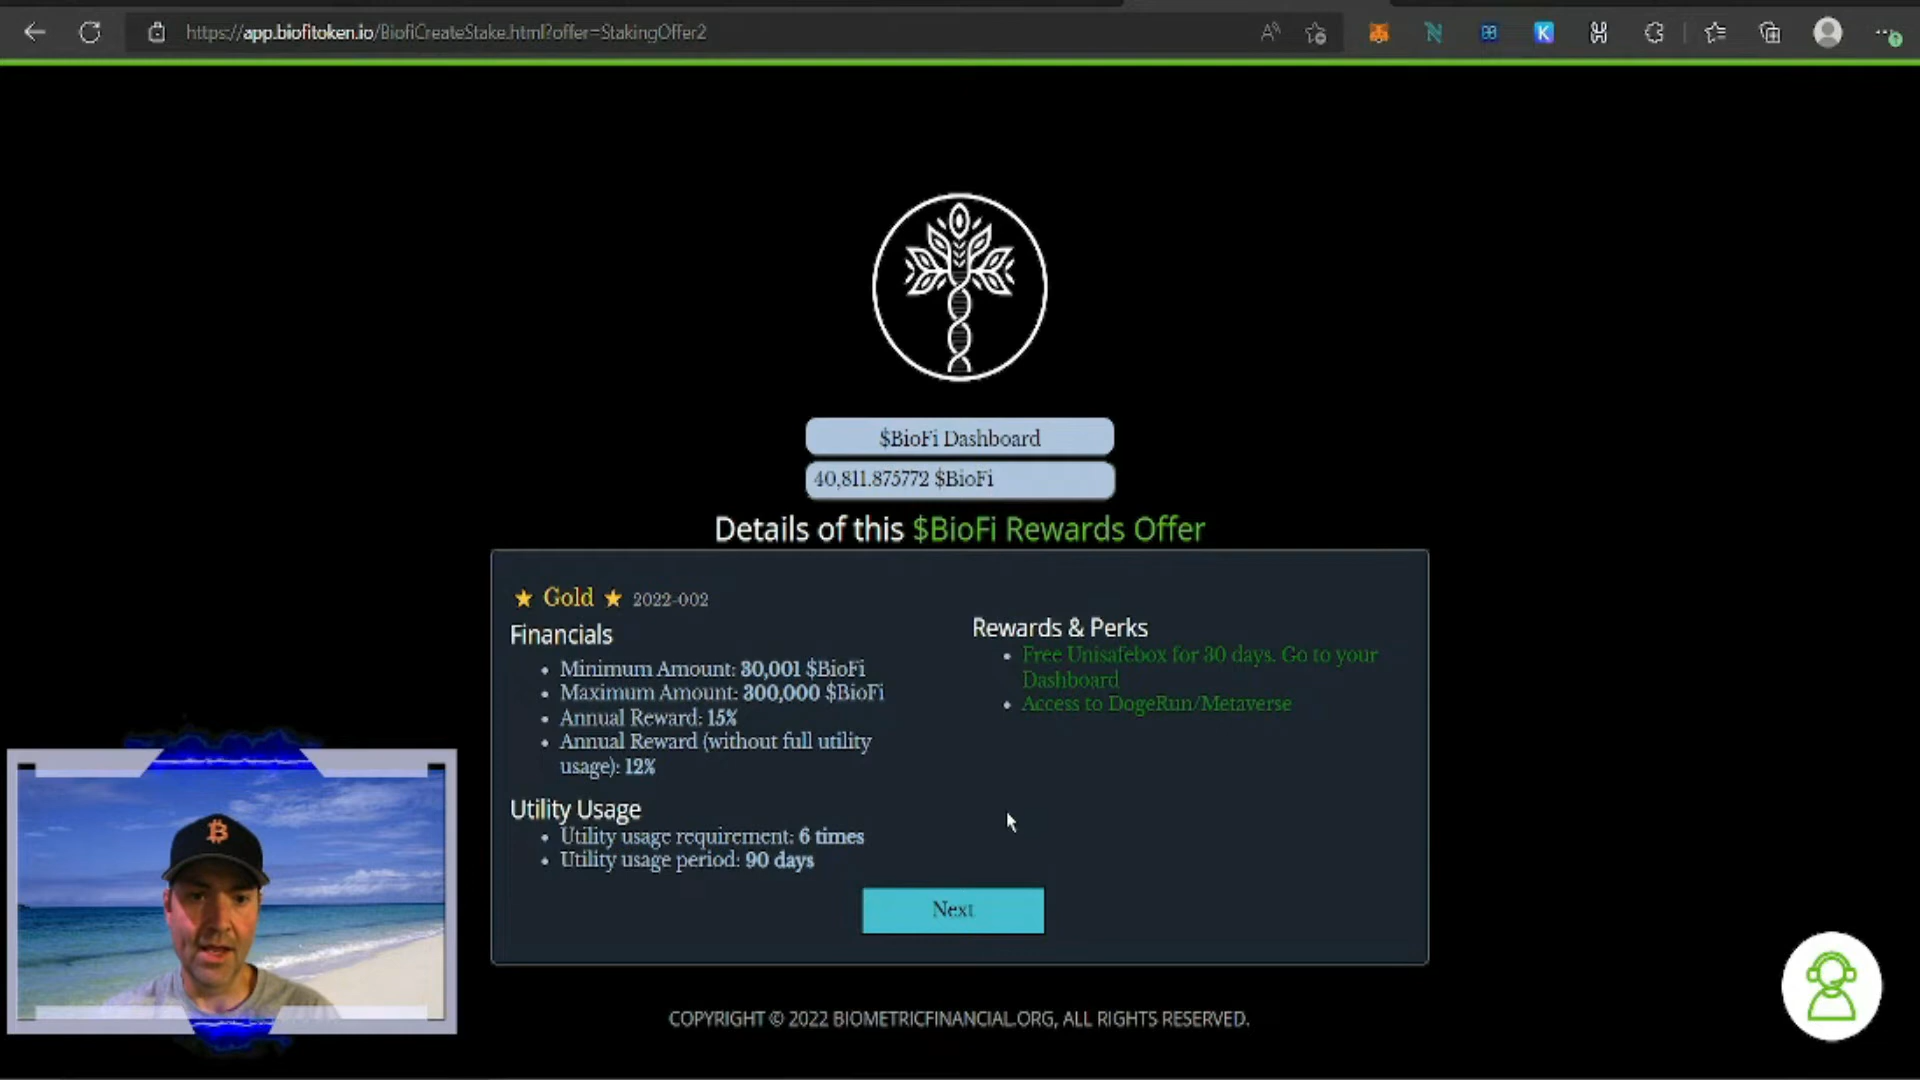 https://app.biofitoken.io/BiofiCreateStake.html?offer=StakingOffer2
$BioFi Dashboard
40,811.875772 $BioFi
Details of this $BioFi Rewards Offer
★ Gold ★ 2022-002
Financials
• Minimum Amount: 30,001 $BioFi
• Maximum Amount: 300,000 $BioFi
• Annual Reward: 15%
• Annual Reward (without full utility
usage): 12%
Utility Usage
• Utility usage requirement: 6 times
• Utility usage period: 90 days
Rewards & Perks
• Free Unisafebox for 30 days. Go to your
Dashboard
• Access to DogeRun/Metaverse
Next
COPYRIGHT © 2022 BIOMETRICFINANCIAL.ORG, ALL RIGHTS RESERVED.